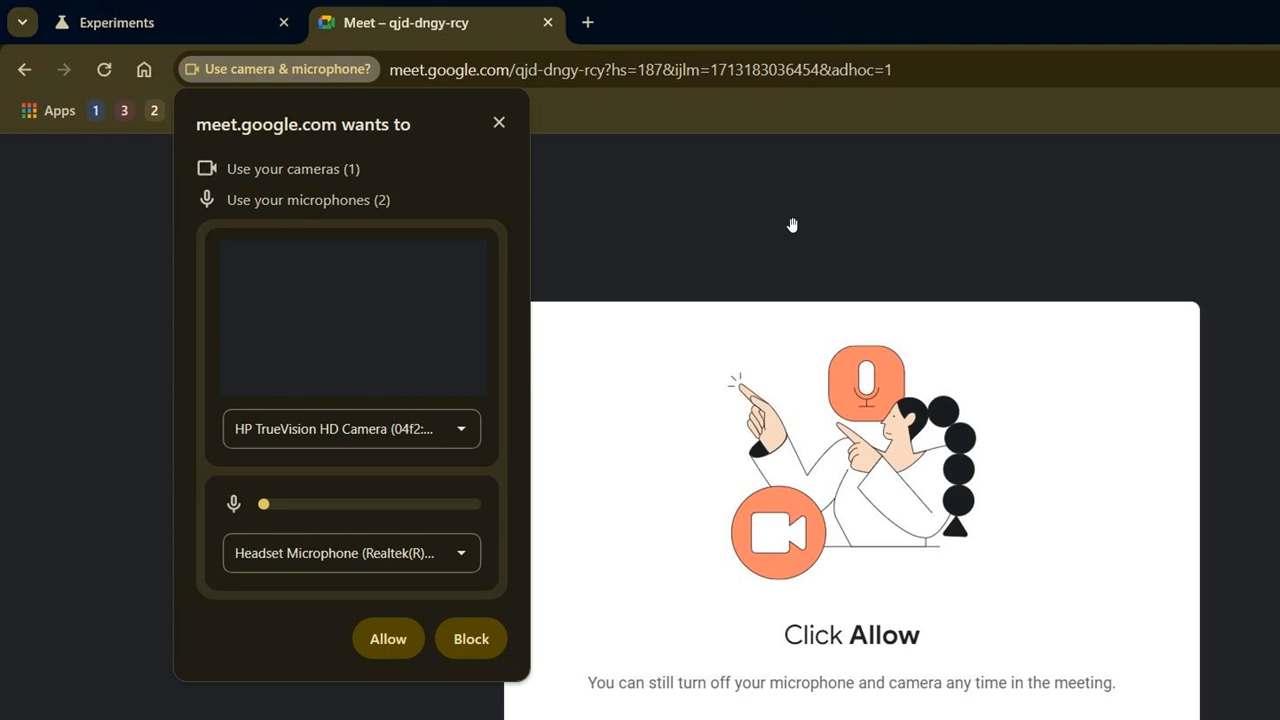 Experiments
Meet – qjd-dngy-rcy
Use camera & microphone?
meet.google.com/qjd-dngy-rcy?hs=187&ijlm=1713183036454&adhoc=1
Apps
1
3
2
meet.google.com wants to
Use your cameras (1)
Use your microphones (2)
HP TrueVision HD Camera (04f2:...
Headset Microphone (Realtek(R)...
Allow
Block
Click Allow
You can still turn off your microphone and camera any time in the meeting.